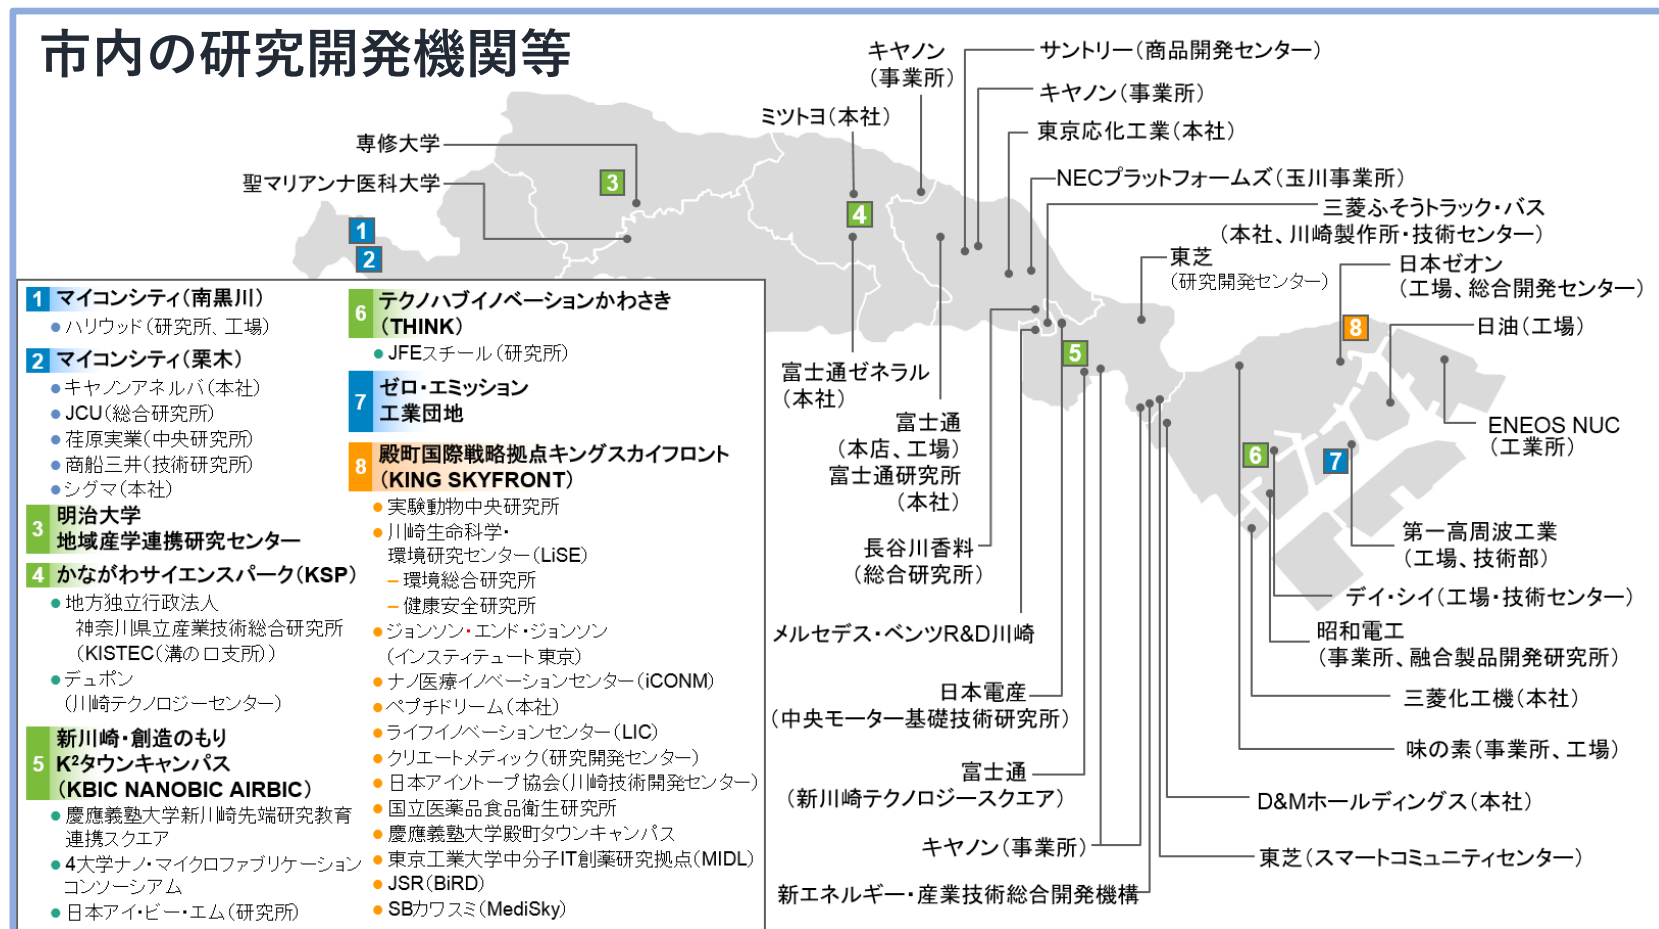 市内の研究開発機関等
キヤノン
（事業所）
サントリー（商品開発センター）
キヤノン（事業所）
ミツトヨ（本社）
東京応化工業（本社）
専修大学
聖マリアンナ医科大学
NECプラットフォームズ（玉川事業所）
三菱ふそうトラック・バス
（本社、川崎製作所・技術センター）
東芝
（研究開発センター）
日本ゼオン
（工場、総合開発センター）
日油（工場）
ENEOS NUC
（工業所）
3
4
1
2
5
8
6
7
富士通ゼネラル
（本社）
富士通
（本店、工場）
富士通研究所
（本社）
長谷川香料
（総合研究所）
メルセデス・ベンツR&D川崎
日本電産
（中央モーター基礎技術研究所）
富士通
（新川崎テクノロジースクエア）
キヤノン（事業所）
新エネルギー・産業技術総合開発機構
第一高周波工業
（工場、技術部）
デイ・シイ（工場・技術センター）
昭和電工
（事業所、融合製品開発研究所）
三菱化工機（本社）
味の素（事業所、工場）
D&Mホールディングス（本社）
東芝（スマートコミュニティセンター）
1 マイコンシティ（南黒川）
ハリウッド（研究所、工場）
2 マイコンシティ（栗木）
キヤノンアネルバ（本社）
JCU（総合研究所）
荏原実業（中央研究所）
商船三井（技術研究所）
シグマ（本社）
3 明治大学
地域産学連携研究センター
4 かながわサイエンスパーク（KSP）
地方独立行政法人
神奈川県立産業技術総合研究所
（KISTEC（溝の口支所））
デュポン
（川崎テクノロジーセンター）
5 新川崎・創造のもり
K²タウンキャンパス
（KBIC NANOBIC AIRBIC）
慶應義塾大学新川崎先端研究教育
連携スクエア
4大学ナノ・マイクロファブリケーション
コンソーシアム
日本アイ・ビー・エム（研究所）
6 テクノハブイノベーションかわさき
（THINK）
JFEスチール（研究所）
7 ゼロ・エミッション
工業団地
8 殿町国際戦略拠点キングスカイフロント
（KING SKYFRONT）
実験動物中央研究所
川崎生命科学・
環境研究センター（LiSE）
– 環境総合研究所
– 健康安全研究所
ジョンソン・エンド・ジョンソン
（インスティテュート東京）
ナノ医療イノベーションセンター（iCONM）
ペプチドリーム（本社）
ライフイノベーションセンター（LIC）
クリエートメディック（研究開発センター）
日本アイソトープ協会（川崎技術開発センター）
国立医薬品食品衛生研究所
慶應義塾大学殿町タウンキャンパス
東京工業大学中分子IT創薬研究拠点（MIDL）
JSR（BiRD）
SBカワスミ（MediSky）